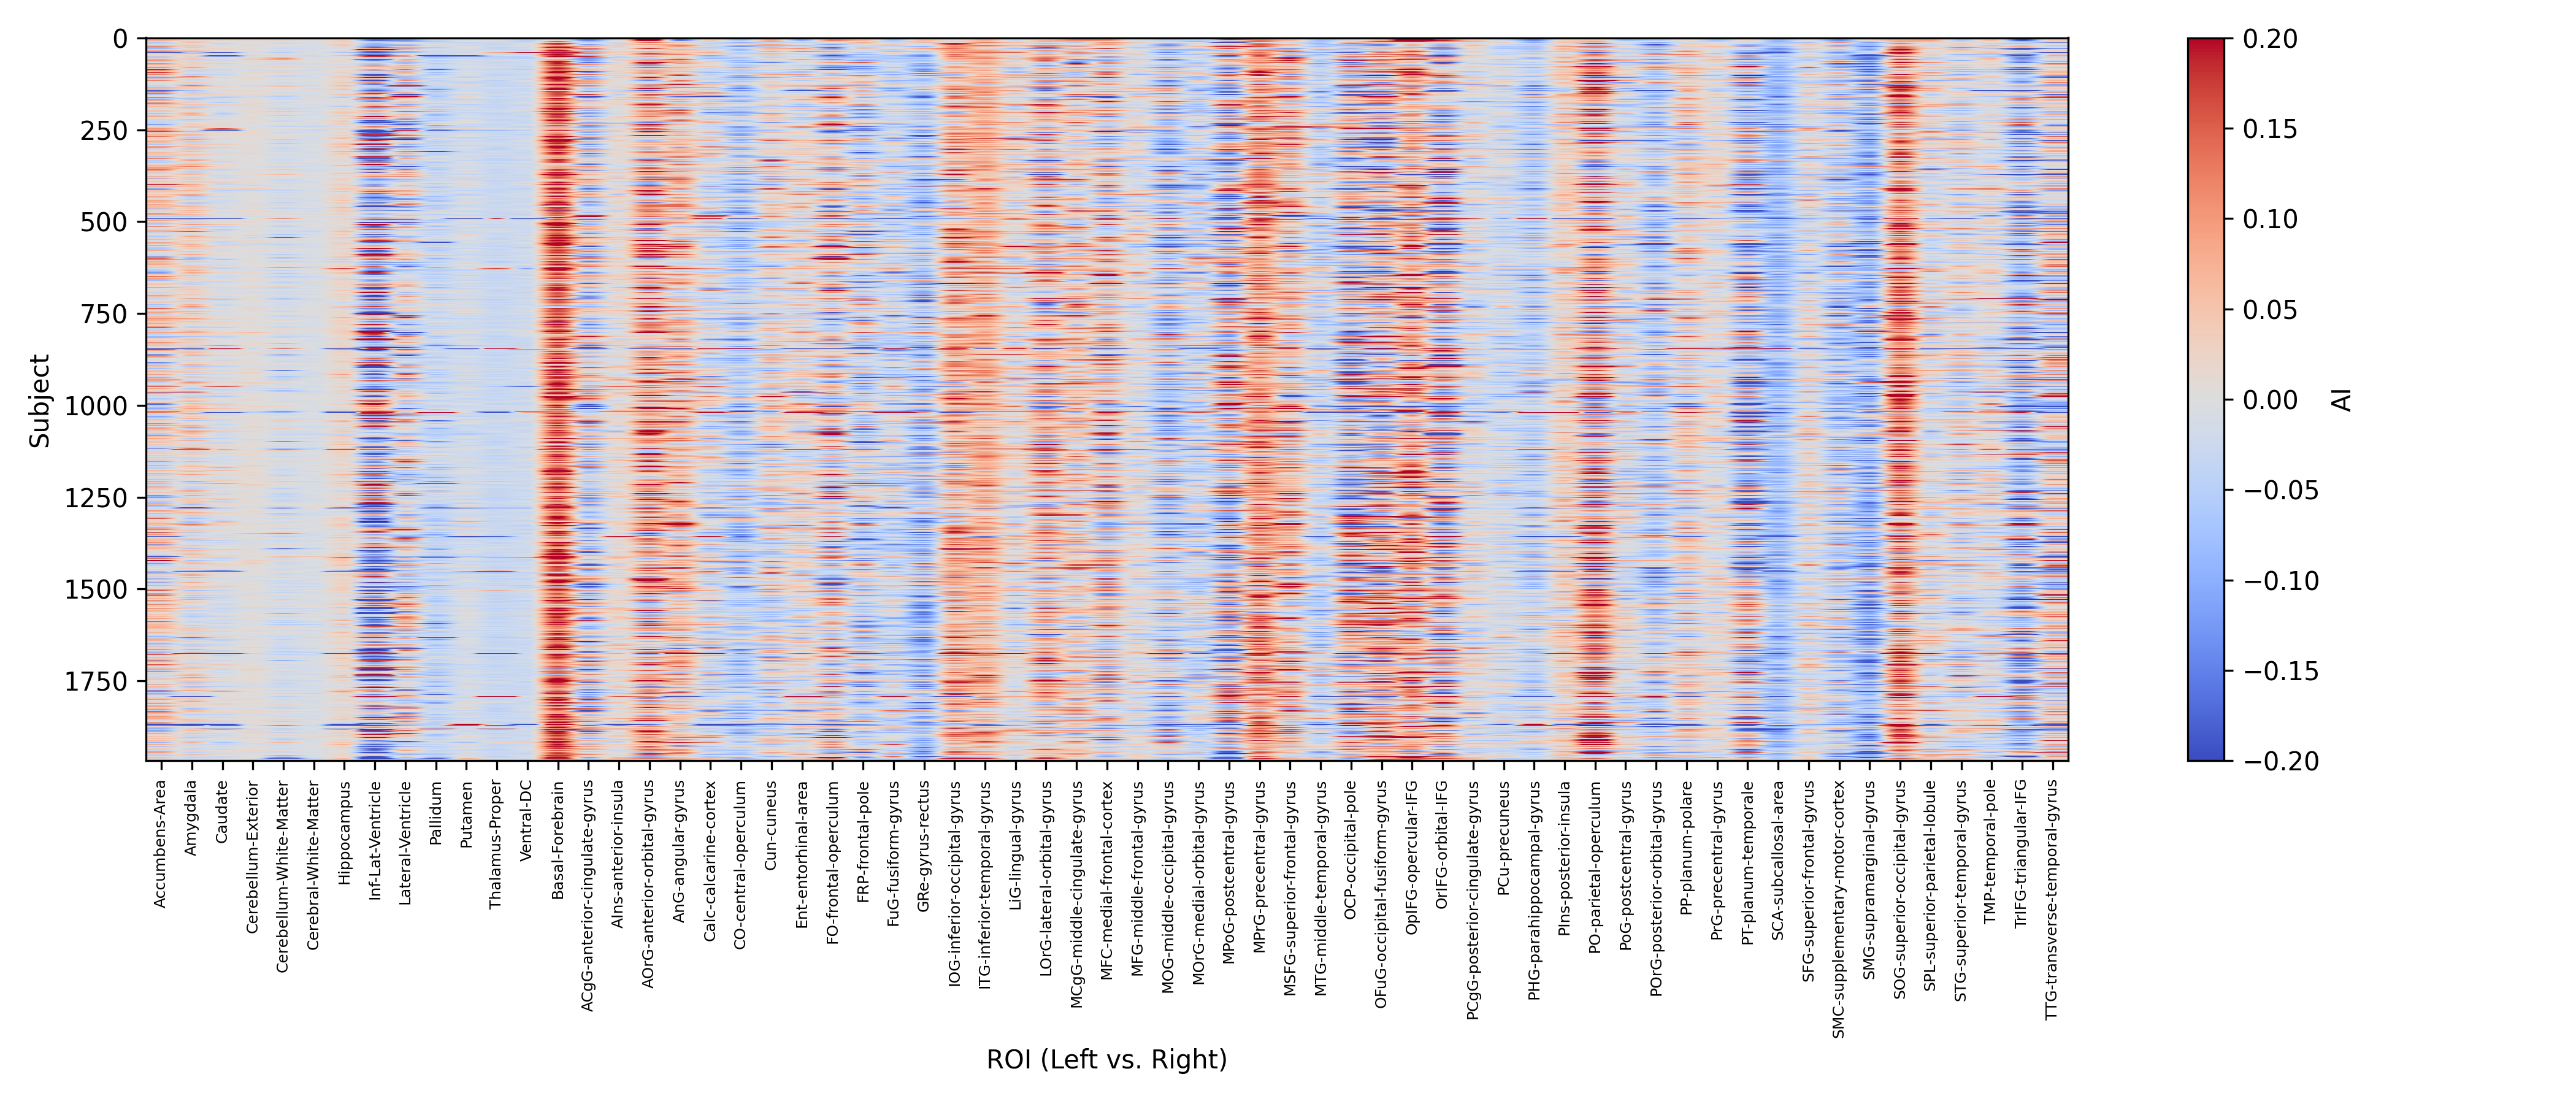 0
250
500
750
1000
1250
1500
1750
Subject
Accumbens-Area
Amygdala
Caudate
Cerebellum-Exterior
Cerebellum-White-Matter
Cerebral-White-Matter
Hippocampus
Inf-Lat-Ventricle
Lateral-Ventricle
Pallidum
Putamen
Thalamus-Proper
Ventral-DC
Basal-Forebrain
ACgG-anterior-cingulate-gyrus
AIns-anterior-insula
AOrG-anterior-orbital-gyrus
AnG-angular-gyrus
Calc-calcarine-cortex
CO-central-operculum
Cun-cuneus
Ent-entorhinal-area
FO-frontal-operculum
FRP-frontal-pole
FuG-fusiform-gyrus
GRe-gyrus-rectus
IOG-inferior-occipital-gyrus
ITG-inferior-temporal-gyrus
LiG-lingual-gyrus
LOrG-lateral-orbital-gyrus
MCgG-middle-cingulate-gyrus
MFC-medial-frontal-cortex
MFG-middle-frontal-gyrus
MOG-middle-occipital-gyrus
MOrG-medial-orbital-gyrus
MPoG-postcentral-gyrus
MPrG-precentral-gyrus
MSFG-superior-frontal-gyrus
MTG-middle-temporal-gyrus
OCP-occipital-pole
OFuG-occipital-fusiform-gyrus
OpIFG-opercular-IFG
OrIFG-orbital-IFG
PCgG-posterior-cingulate-gyrus
PCu-precuneus
PHG-parahippocampal-gyrus
PIns-posterior-insula
PO-parietal-operculum
PoG-postcentral-gyrus
POrG-posterior-orbital-gyrus
PP-planum-polare
PrG-precentral-gyrus
PT-planum-temporale
SCA-subcallosal-area
SFG-superior-frontal-gyrus
SMC-supplementary-motor-cortex
SMG-supramarginal-gyrus
SOG-superior-occipital-gyrus
SPL-superior-parietal-lobule
STG-superior-temporal-gyrus
TMP-temporal-pole
TrIFG-triangular-IFG
TTG-transverse-temporal-gyrus
ROI (Left vs. Right)
0.20
0.15
0.10
0.05
0.00
−0.05
−0.10
−0.15
−0.20
AI